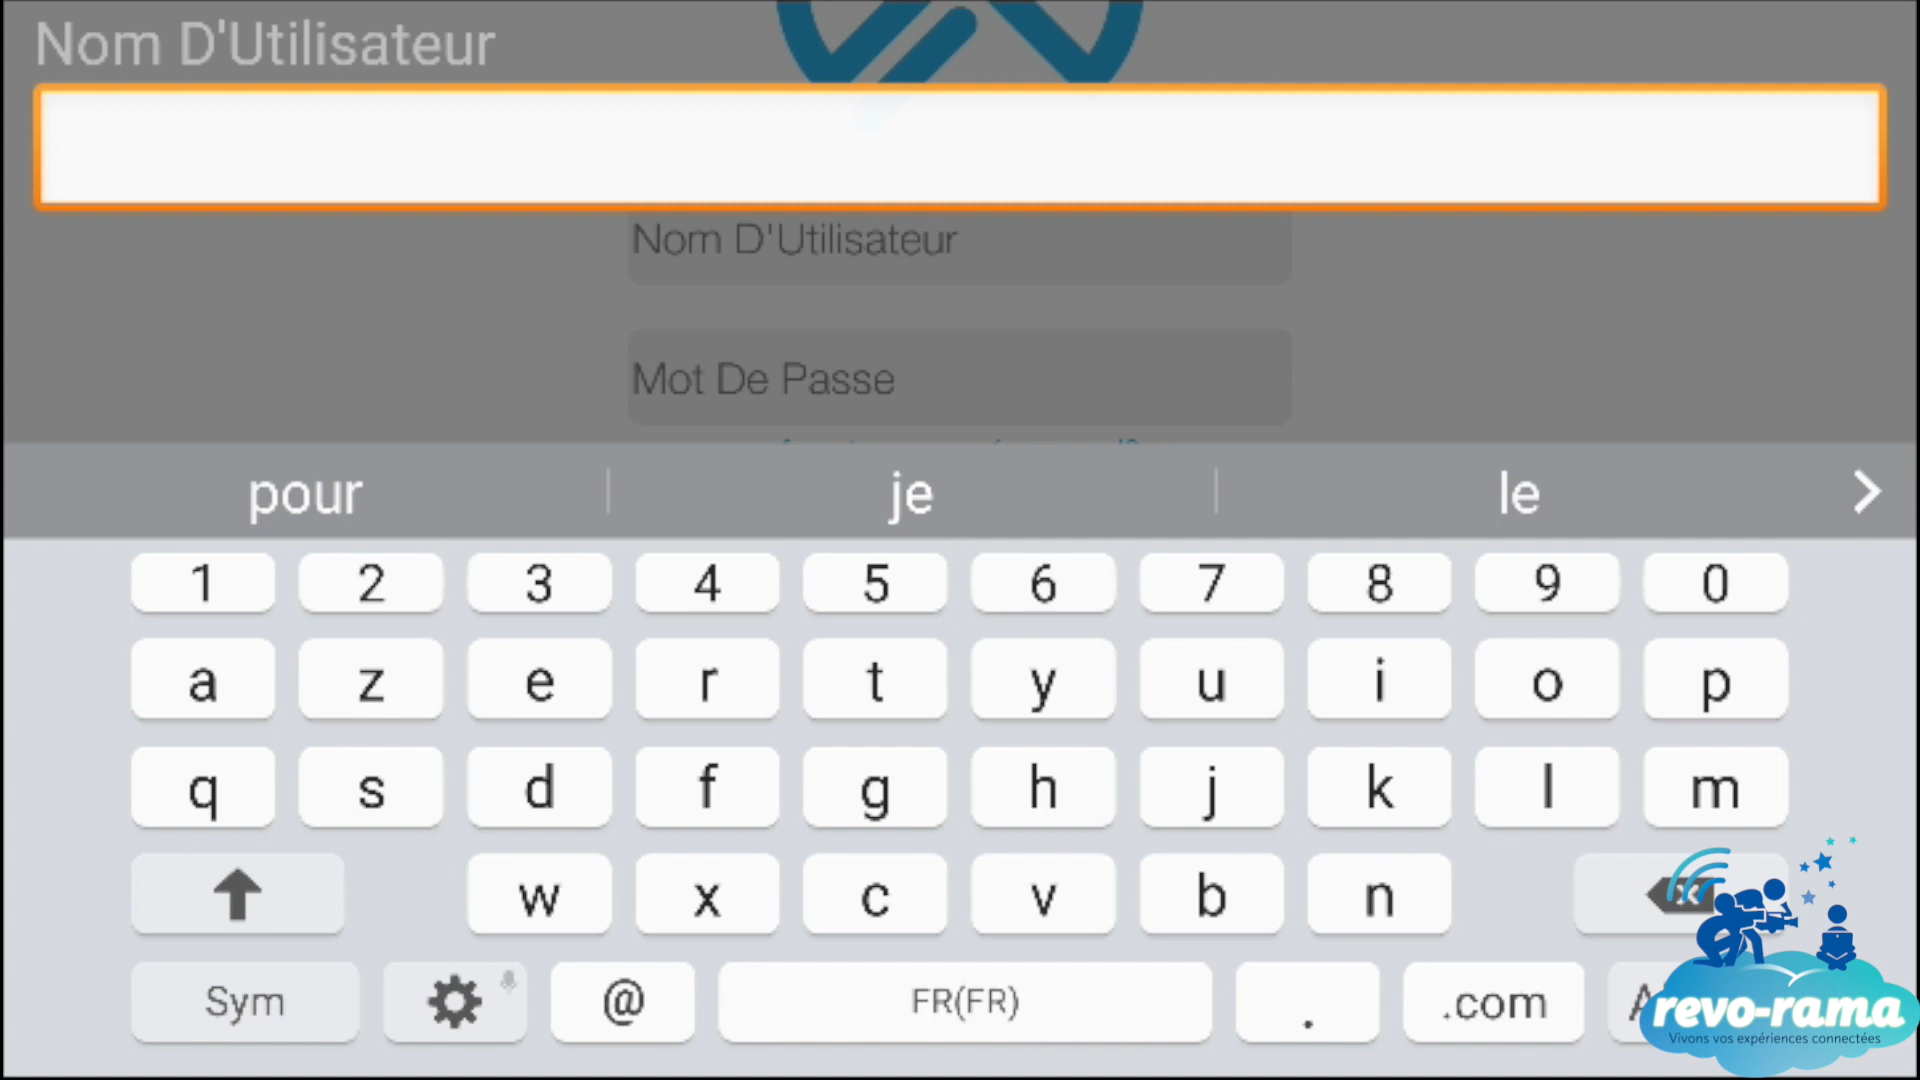 Nom D'Utilisateur
Nom D'Utilisateur
Mot De Passe
pour je le
1 2 3 4 5 6 7 8 9 0
a z e r t y u i o p
q s d f g h j k l m
w x c v b n
Sym @ FR(FR) . .com
revo-rama
Vivons vos expériences connectées